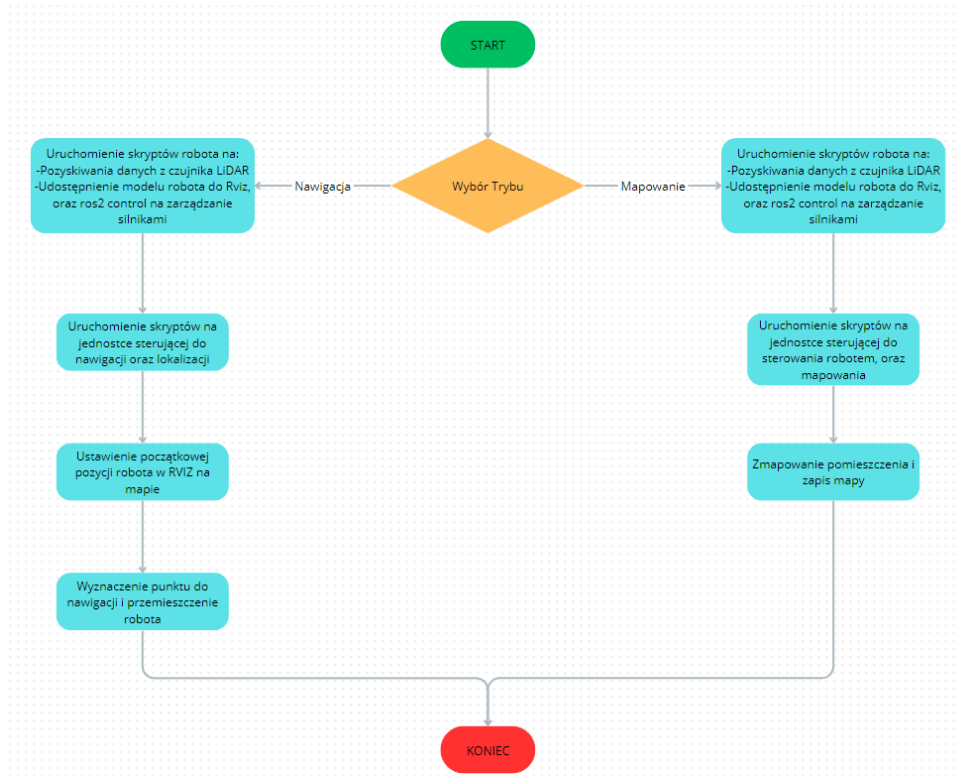 START
Uruchomienie skryptów robota na:
-Pozyskiwania danych z czujnika LiDAR
-Udostępnienie modelu robota do Rviz,
oraz ros2 control na zarządzanie
silnikami
Nawigacja
Wybór Trybu
Mapowanie
Uruchomienie skryptów robota na:
-Pozyskiwania danych z czujnika LiDAR
-Udostępnienie modelu robota do Rviz,
oraz ros2 control na zarządzanie
silnikami
Uruchomienie skryptów na
jednostce sterującej do
nawigacji oraz lokalizacji
Uruchomienie skryptów na
jednostce sterującej do
sterowania robotem, oraz
mapowania
Ustawienie początkowej
pozycji robota w RVIZ na
mapie
Zmapowanie pomieszczenia i
zapis mapy
Wyznaczenie punktu do
nawigacji i przemieszczenie
robota
KONIEC